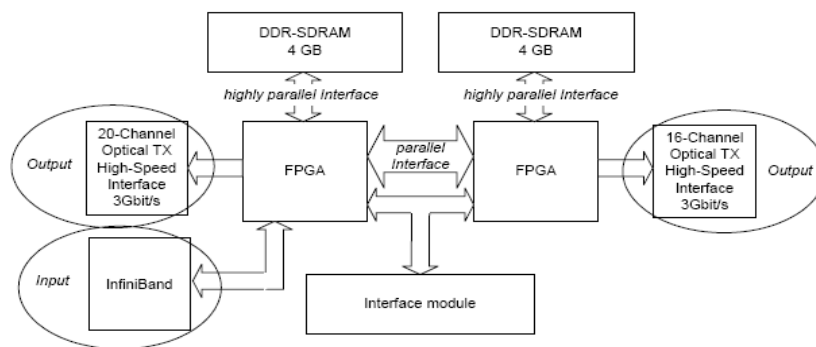 DDR-SDRAM
4 GB
DDR-SDRAM
4 GB
highly parallel Interface
highly parallel Interface
Output
20-Channel
Optical TX
High-Speed
Interface
3Gbit/s
FPGA
parallel
Interface
FPGA
16-Channel
Optical TX
High-Speed
Interface
3Gbit/s
Output
Input
InfiniBand
Interface module